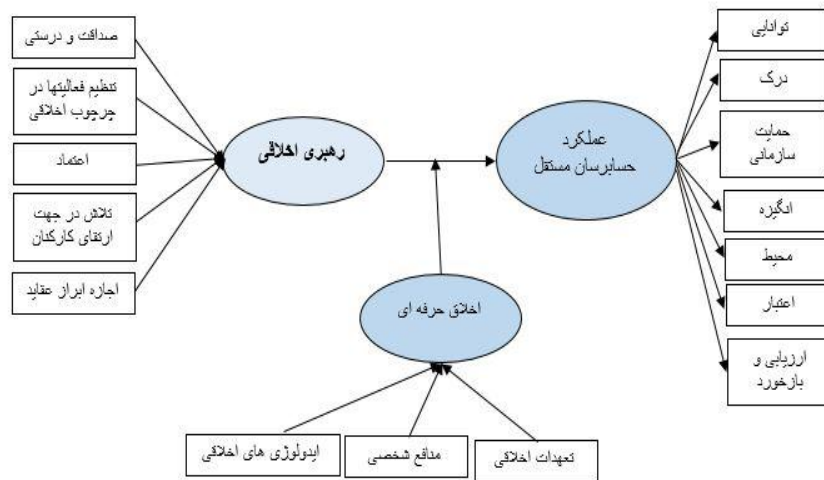 صداقت و درستی
تنظیم فعالیتها در
چرچوب اخلاقی
اعتماد
تلاش در جهت
ارتقای کارکنان
اجازه ابراز عقاید
رهبری اخلاقی
عملکرد
حسابرسان مستقل
اخلاق حرفه ای
ایدولوژی های اخلاقی
منافع شخصی
تعهدات اخلاقی
توانایی
درک
حمایت
سازمانی
انگیزه
محیط
اعتبار
ارزیابی و
بازخورد